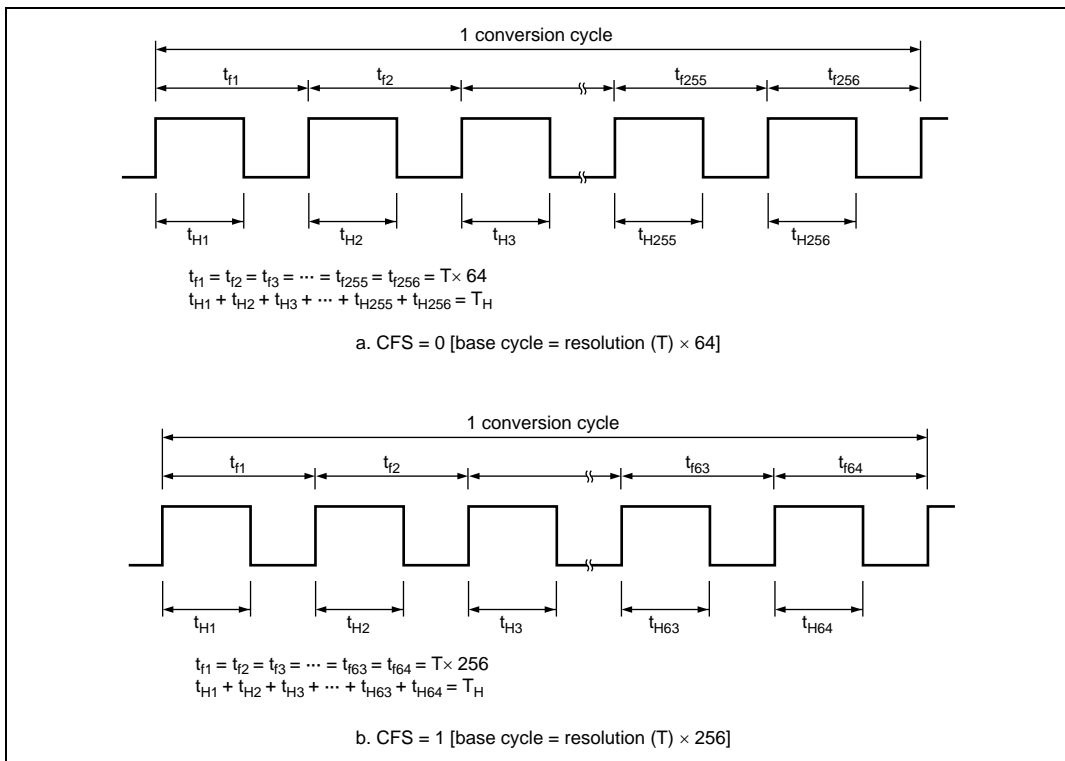 1 conversion cycle
tf1 tf2 tf255 tf256
tH1 tH2 tH3 tH255 tH256
tf1 = tf2 = tf3 = ··· = tf255 = tf256 = T × 64
tH1 + tH2 + tH3 + ··· + tH255 + tH256 = TH
a. CFS = 0 [base cycle = resolution (T) × 64]
1 conversion cycle
tf1 tf2 tf63 tf64
tH1 tH2 tH3 tH63 tH64
tf1 = tf2 = tf3 = ··· = tf63 = tf64 = T × 256
tH1 + tH2 + tH3 + ··· + tH63 + tH64 = TH
b. CFS = 1 [base cycle = resolution (T) × 256]